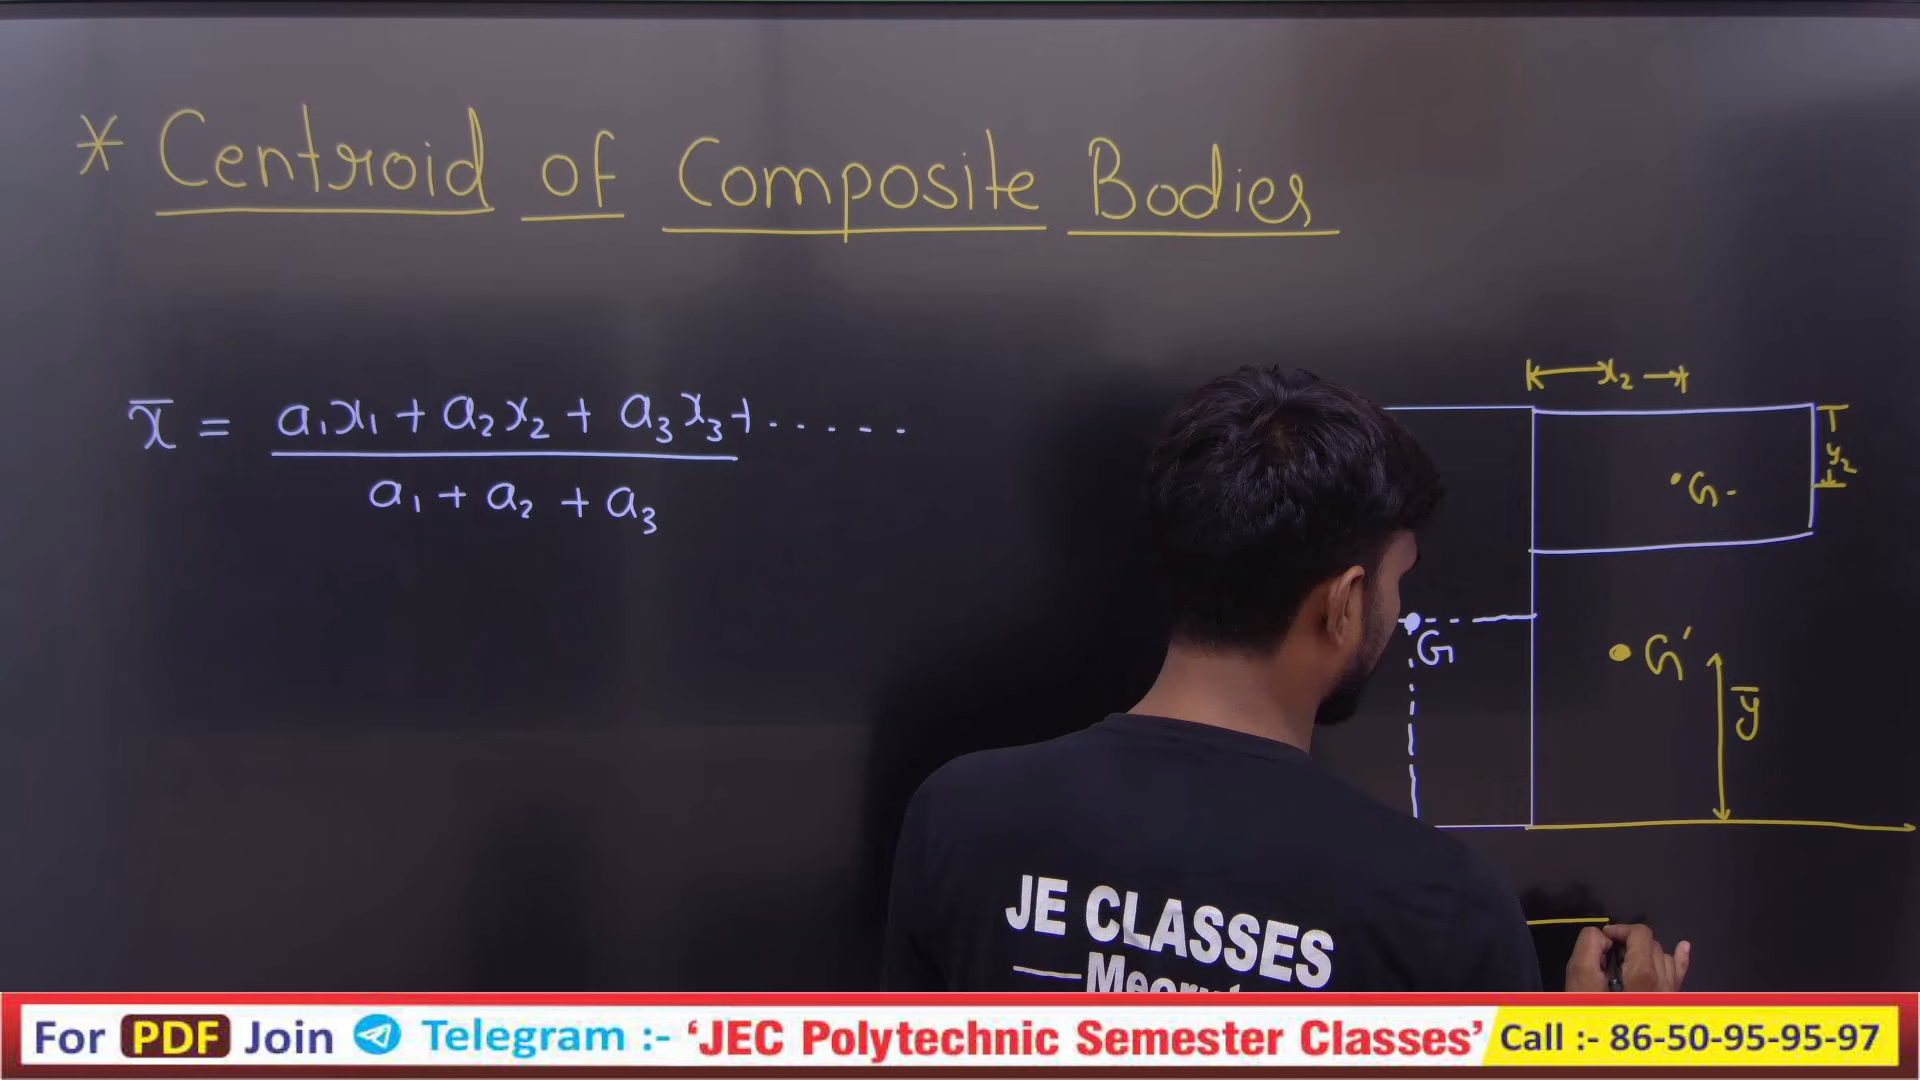 * Centroid of Composite Bodies
x̄ = a₁x₁ + a₂x₂ + a₃x₃ + ......
a₁ + a₂ + a₃
x₂
y₂
G
G
G'
ȳ
JE CLASSES
For PDF Join Telegram :- ‘JEC Polytechnic Semester Classes’ Call :- 86-50-95-95-97